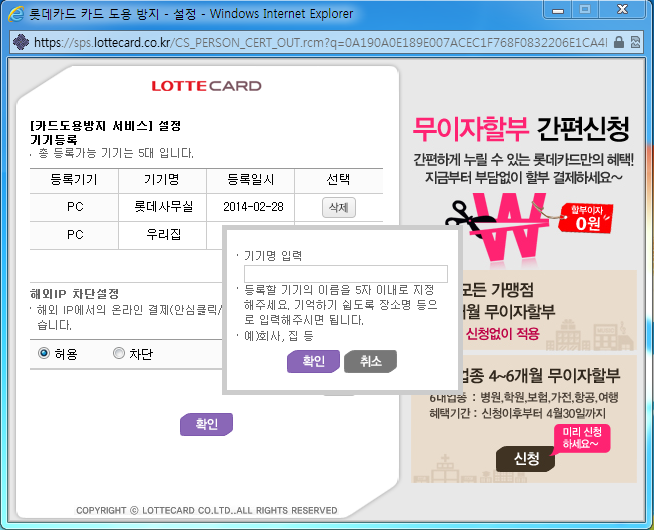 롯데카드 카드 도용 방지 - 설정 - Windows Internet Explorer
https://sps.lottecard.co.kr/CS_PERSON_CERT_OUT.rcm?q=0A190A0E189E007ACEC1F768F0832206E1CA4
LOTTE CARD
[카드도용방지 서비스] 설정
기기등록
· 총 등록가능 기기는 5대 입니다.
등록기기 기기명 등록일시 선택
PC 롯데사무실 2014-02-28 삭제
PC 우리집
· 기기명 입력
· 등록할 기기의 이름을 5자 이내로 지정
해주세요. 기억하기 쉽도록 장소명 등으
로 입력해주시면 됩니다.
· 예)회사, 집 등
확인 취소
해외IP 차단설정
· 해외 IP에서의 온라인 결제(안심클릭/
습니다.
허용 차단
확인
COPYRIGHT ⓒ LOTTECARD CO.LTD.,ALL RIGHTS RESERVED
무이자할부 간편신청
간편하게 누릴 수 있는 롯데카드만의 혜택!
지금부터 부담없이 할부 결제하세요~
W
할부이자
0원
모든 가맹점
개월 무이자할부
신청없이 적용
업종 4~6개월 무이자할부
6대업종 : 병원,학원,보험,가전,항공,여행
혜택기간 : 신청이후부터 4월30일까지
미리 신청
하세요~
신청